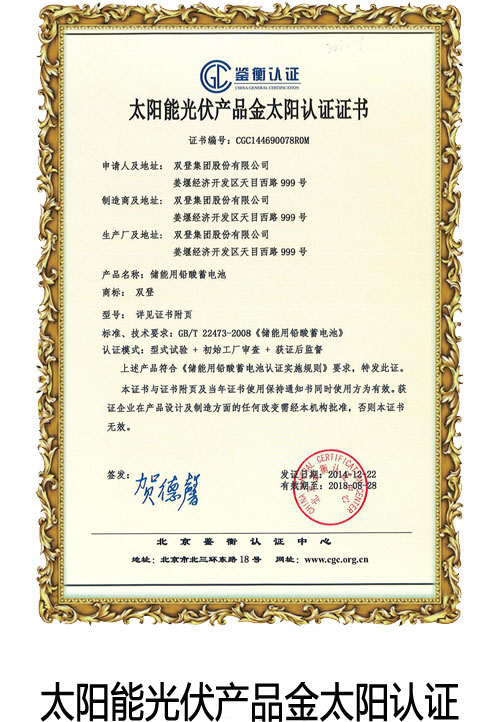 CGC 鉴衡认证
CHINA GENERAL CERTIFICATION
太阳能光伏产品金太阳认证证书
证书编号：CGC144690078R0M
申请人及地址： 双登集团股份有限公司
姜堰经济开发区天目西路 999 号
制造商及地址： 双登集团股份有限公司
姜堰经济开发区天目西路 999 号
生产厂及地址： 双登集团股份有限公司
姜堰经济开发区天目西路 999 号
产品名称：储能用铅酸蓄电池
商标： 双登
型号： 详见证书附页
标准、技术要求：GB/T 22473-2008《储能用铅酸蓄电池》
认证模式：型式试验 + 初始工厂审查 + 获证后监督
上述产品符合《储能用铅酸蓄电池认证实施规则》要求，特发此证。
本证书与证书附页及当年证书使用保持通知书同时使用方为有效。获
证企业在产品设计及制造方面的任何改变需经本机构批准，否则本证书
无效。
签发：
贺德馨
发证日期：2014-12-22
有效期至：2018-08-28
CHINA GENERAL CERTIFICATION CENTER
北京鉴衡认证中心
北京鉴衡认证中心
地址：北京市北三环东路 18 号 网址：www.cgc.org.cn
太阳能光伏产品金太阳认证